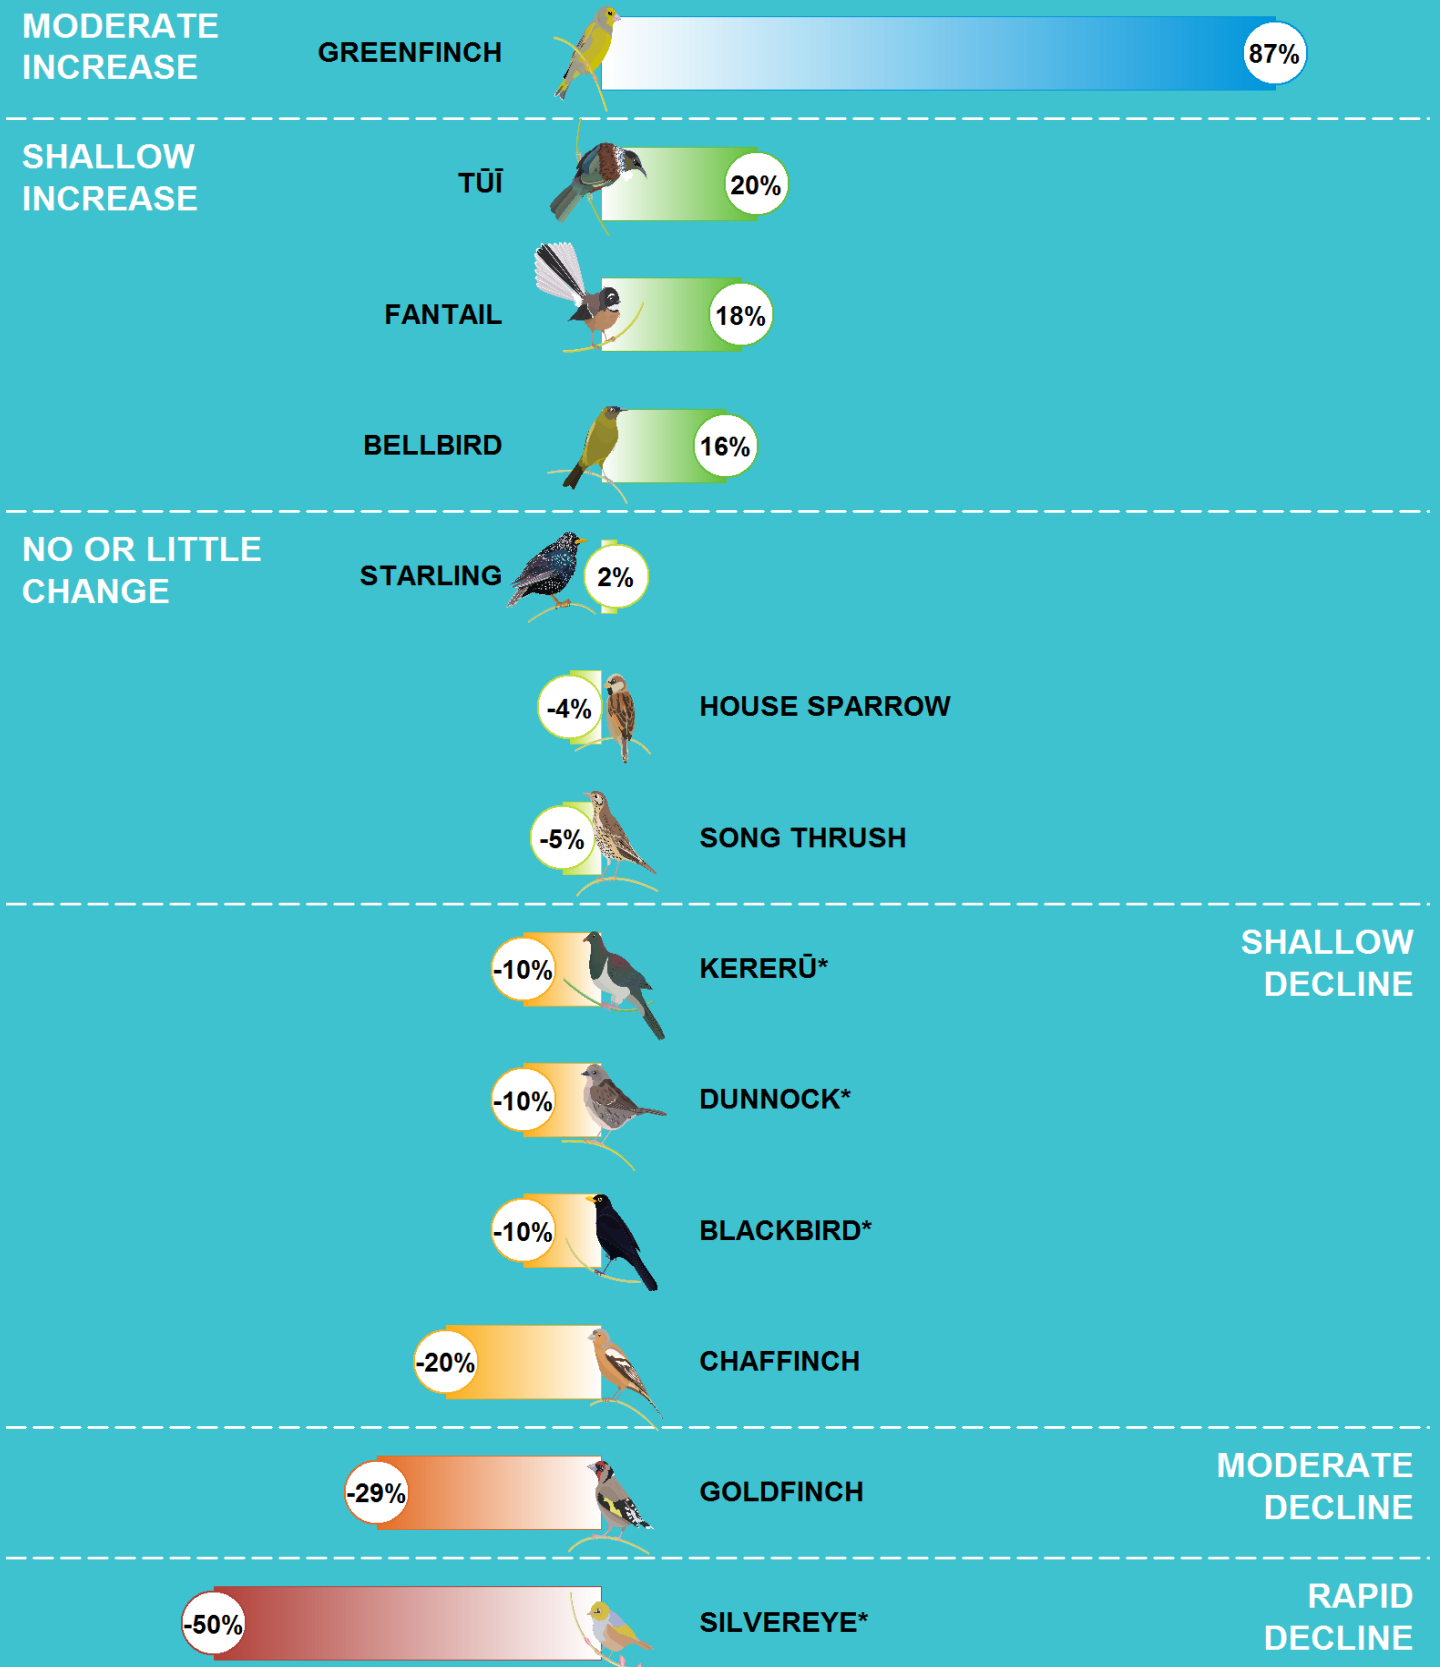 MODERATE
INCREASE
GREENFINCH
87%
SHALLOW
INCREASE
TŪĪ
20%
FANTAIL
18%
BELLBIRD
16%
NO OR LITTLE
CHANGE
STARLING
2%
-4%
HOUSE SPARROW
-5%
SONG THRUSH
SHALLOW
DECLINE
-10%
KERERŪ*
-10%
DUNNOCK*
-10%
BLACKBIRD*
-20%
CHAFFINCH
MODERATE
DECLINE
-29%
GOLDFINCH
RAPID
DECLINE
-50%
SILVEREYE*